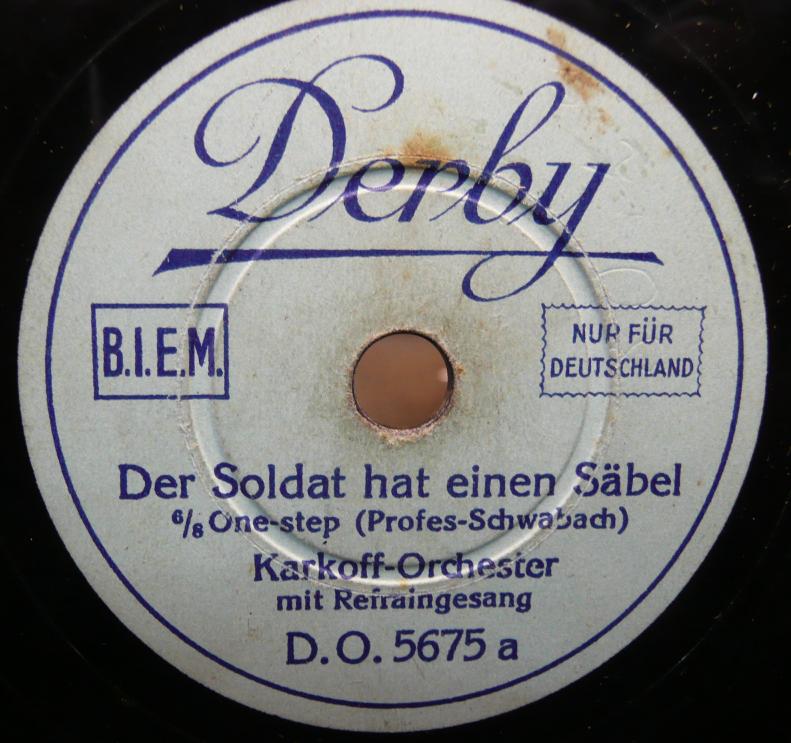 Derby
B.I.E.M.
NUR FÜR
DEUTSCHLAND
Der Soldat hat einen Säbel
6/8 One-step (Profes-Schwabach)
Karkoff-Orchester
mit Refraingesang
D.O. 5675 a